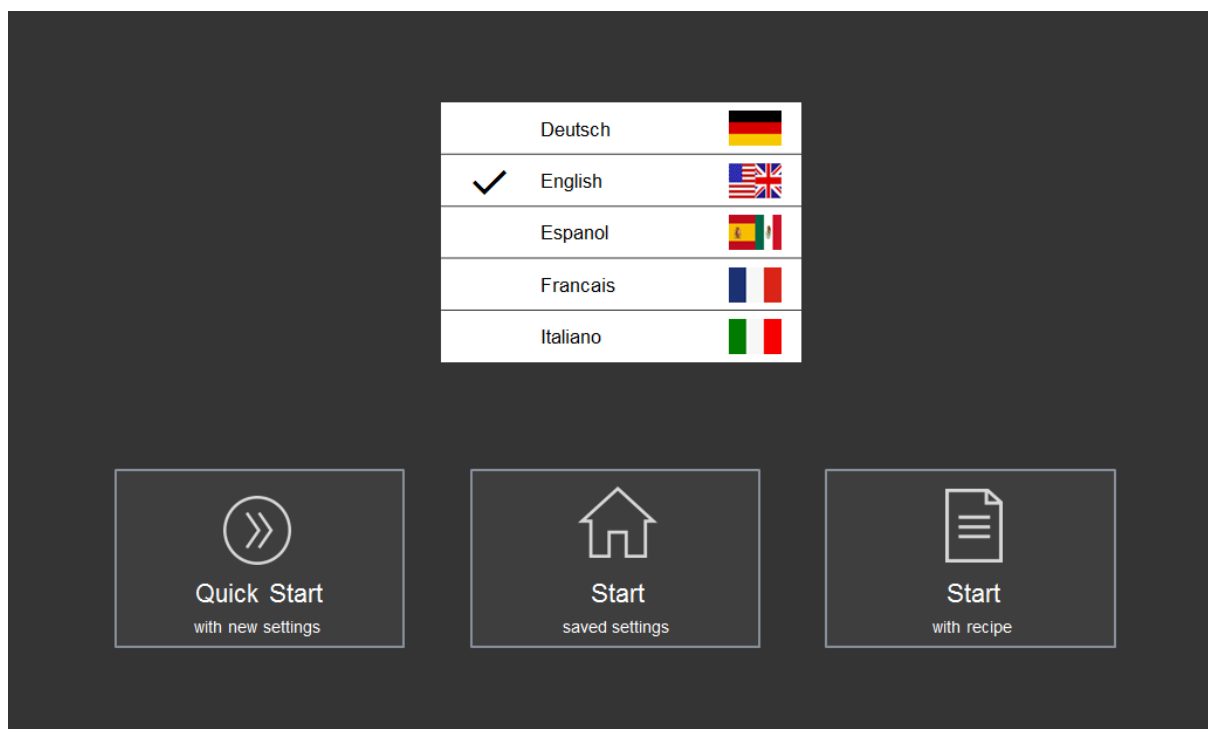 Deutsch
English
Espanol
Francais
Italiano
Quick Start
with new settings
Start
saved settings
Start
with recipe